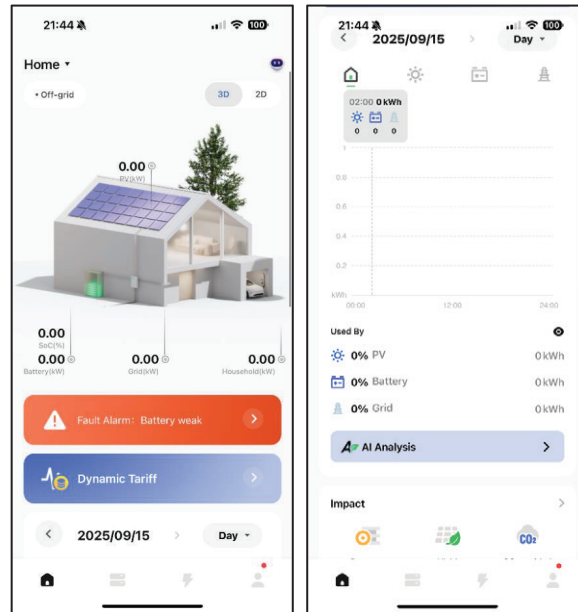 21:44
100
Home
• Off-grid
3D
2D
0.00
PV(kW)
0.00
SoC(%)
0.00
Battery(kW)
0.00
Grid(kW)
0.00
Household(kW)
Fault Alarm: Battery weak
Dynamic Tariff
2025/09/15
Day
21:44
100
2025/09/15
Day
02:00 0 kWh
0 0 0
1
0.8
0.6
0.4
0.2
kWh
00:00 12:00 24:00
Used By
0% PV 0 kWh
0% Battery 0 kWh
0% Grid 0 kWh
AI Analysis
Impact
CO₂